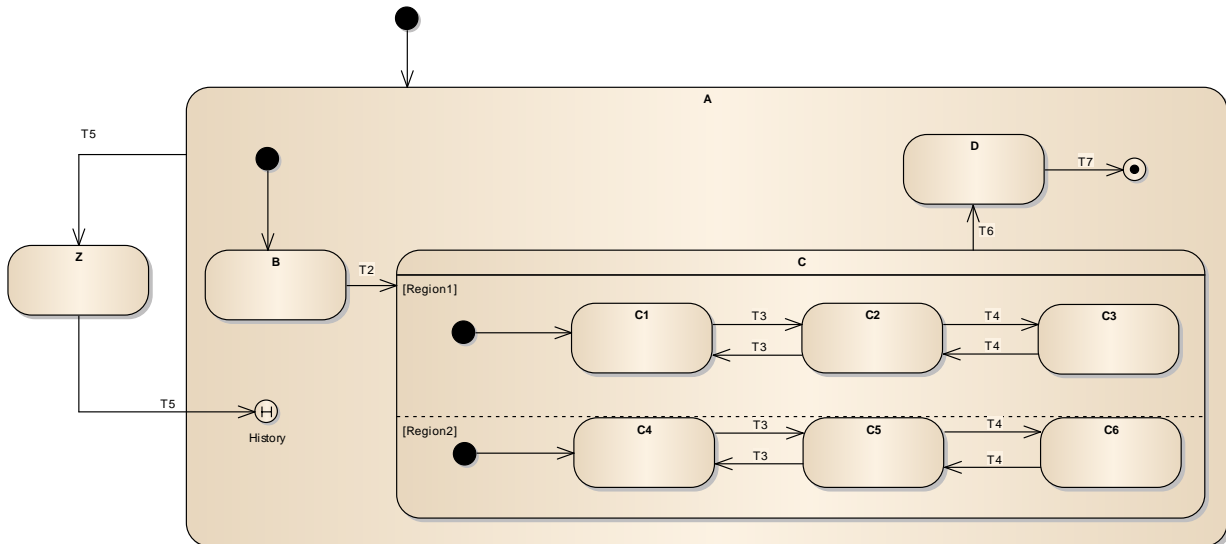 A
T5
D
T7
Z
B
T2
T6
C
[Region1]
C1
T3
C2
T4
C3
T3
T4
T5
H
History
[Region2]
C4
T3
C5
T4
C6
T3
T4